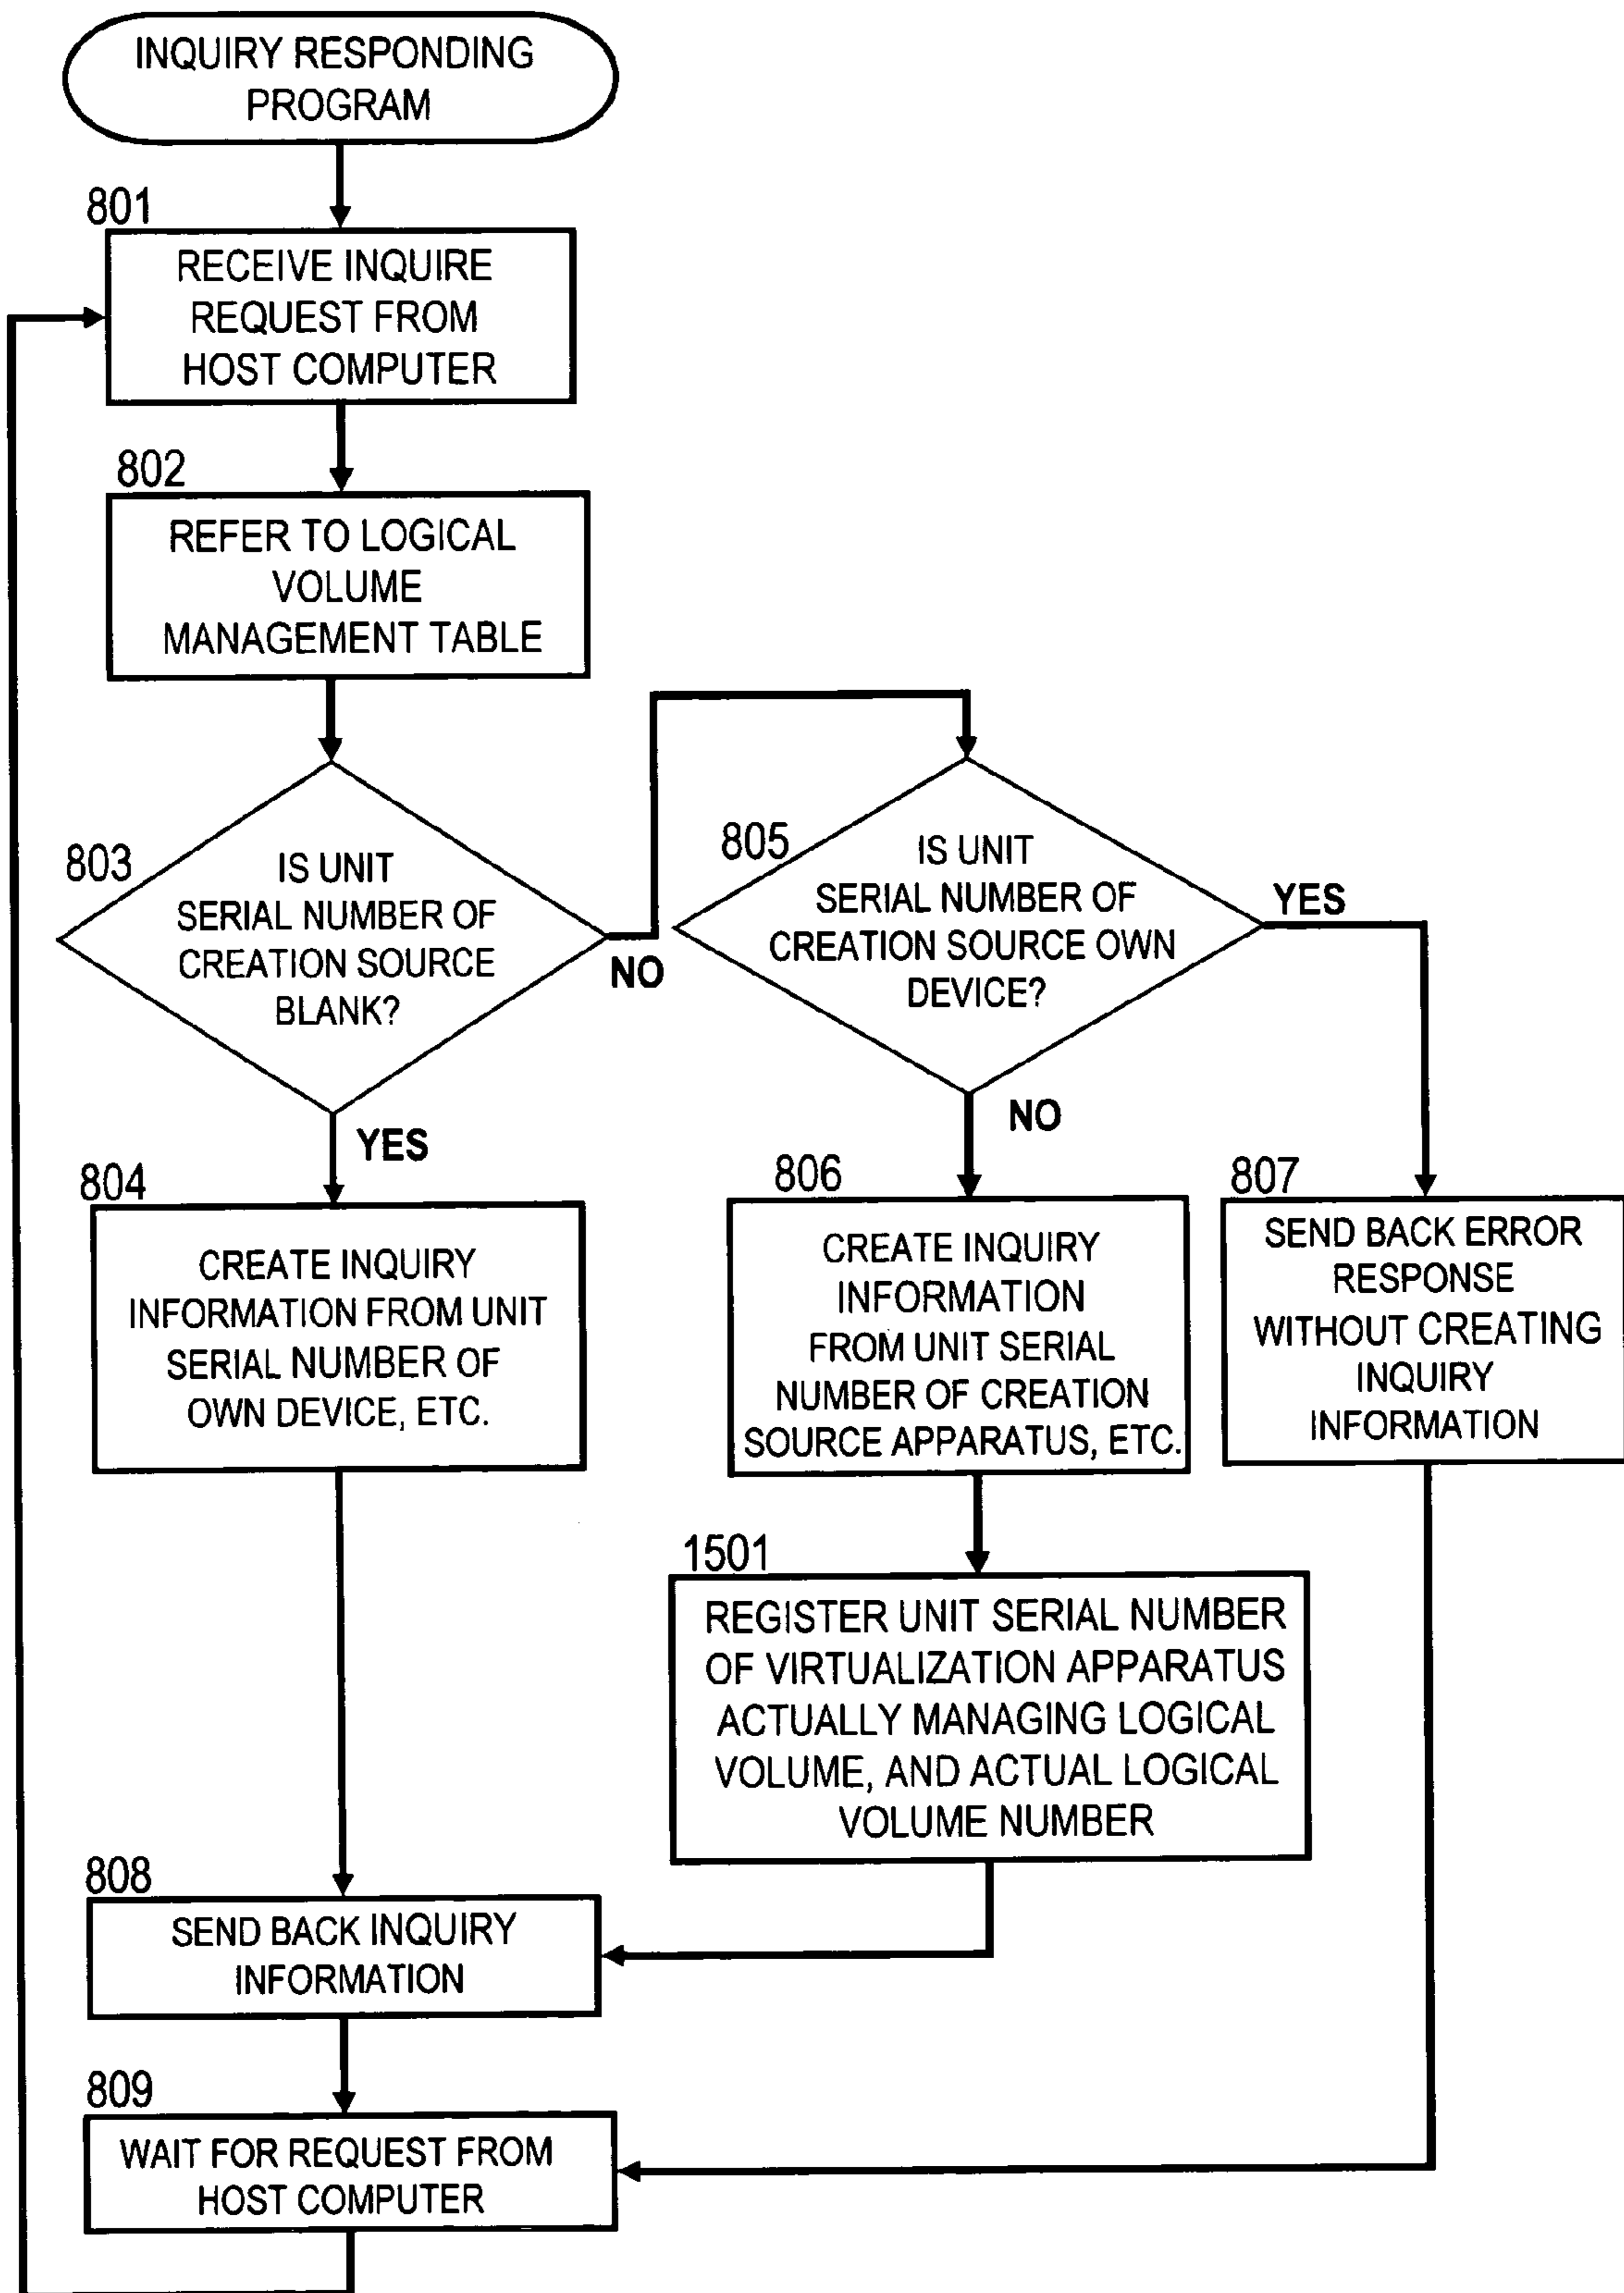 INQUIRY RESPONDING
PROGRAM
801
RECEIVE INQUIRE
REQUEST FROM
HOST COMPUTER
802
REFER TO LOGICAL
VOLUME
MANAGEMENT TABLE
803
IS UNIT
SERIAL NUMBER OF
CREATION SOURCE
BLANK?
NO
YES
805
IS UNIT
SERIAL NUMBER OF
CREATION SOURCE OWN
DEVICE?
YES
NO
804
CREATE INQUIRY
INFORMATION FROM UNIT
SERIAL NUMBER OF
OWN DEVICE, ETC.
806
CREATE INQUIRY
INFORMATION
FROM UNIT SERIAL
NUMBER OF CREATION
SOURCE APPARATUS, ETC.
807
SEND BACK ERROR
RESPONSE
WITHOUT CREATING
INQUIRY
INFORMATION
1501
REGISTER UNIT SERIAL NUMBER
OF VIRTUALIZATION APPARATUS
ACTUALLY MANAGING LOGICAL
VOLUME, AND ACTUAL LOGICAL
VOLUME NUMBER
808
SEND BACK INQUIRY
INFORMATION
809
WAIT FOR REQUEST FROM
HOST COMPUTER